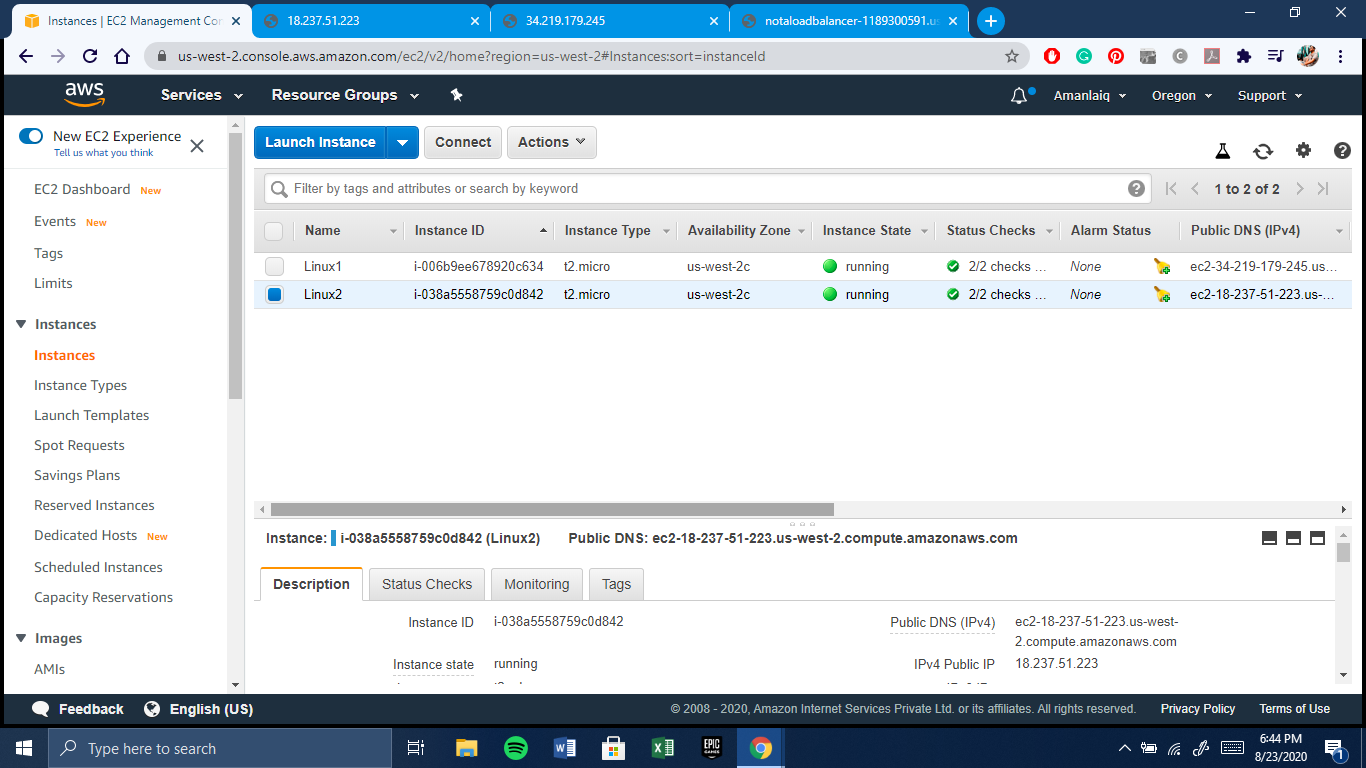 Instances | EC2 Management Con
18.237.51.223
34.219.179.245
notaloadbalancer-1189300591.us
us-west-2.console.aws.amazon.com/ec2/v2/home?region=us-west-2#Instances:sort=instanceId
aws
Services
Resource Groups
Amanlaiq
Oregon
Support
New EC2 Experience
Tell us what you think
EC2 Dashboard New
Events New
Tags
Limits
Instances
Instances
Instance Types
Launch Templates
Spot Requests
Savings Plans
Reserved Instances
Dedicated Hosts New
Scheduled Instances
Capacity Reservations
Images
AMIs
Launch Instance
Connect
Actions
Filter by tags and attributes or search by keyword
1 to 2 of 2
Name Instance ID Instance Type Availability Zone Instance State Status Checks Alarm Status Public DNS (IPv4)
Linux1 i-006b9ee678920c634 t2.micro us-west-2c running 2/2 checks ... None ec2-34-219-179-245.us...
Linux2 i-038a5558759c0d842 t2.micro us-west-2c running 2/2 checks ... None ec2-18-237-51-223.us-...
Instance: i-038a5558759c0d842 (Linux2) Public DNS: ec2-18-237-51-223.us-west-2.compute.amazonaws.com
Description
Status Checks
Monitoring
Tags
Instance ID i-038a5558759c0d842
Public DNS (IPv4) ec2-18-237-51-223.us-west-
2.compute.amazonaws.com
Instance state running
IPv4 Public IP 18.237.51.223
Feedback
English (US)
© 2008 - 2020, Amazon Internet Services Private Ltd. or its affiliates. All rights reserved.
Privacy Policy
Terms of Use
Type here to search
EPIC
GAMES
6:44 PM
8/23/2020
1